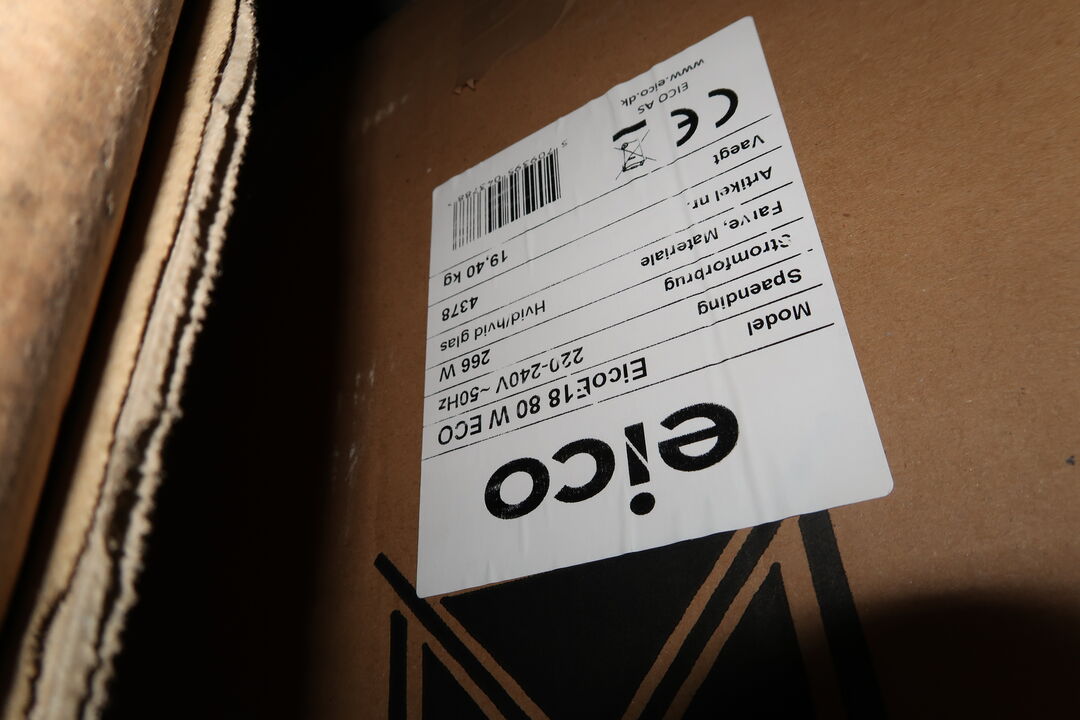 eico
Model EicoE18 80 W ECO
Spaending 220-240V ~50Hz
Stromforbrug 266 W
Farve, Materiale Hvid/hvid glas
Artikel nr. 4378
Vaegt 19,40 kg
CE
EICO AS
www.eico.dk